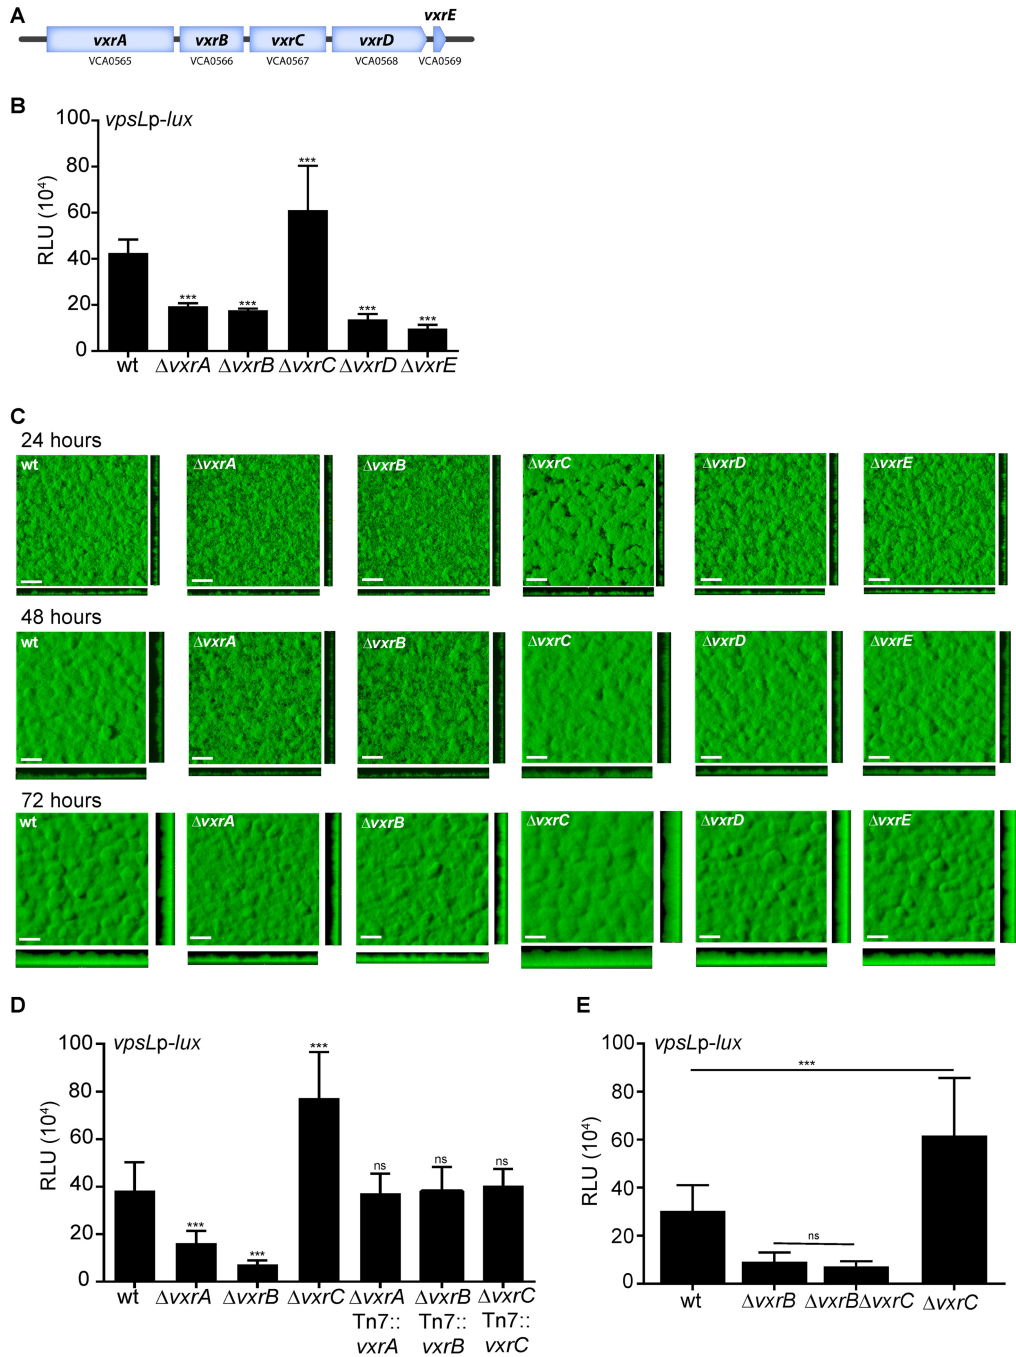 A
vxrE
vxrA vxrB vxrC vxrD
VCA0565 VCA0566 VCA0567 VCA0568 VCA0569
B
vpsLp-lux
RLU (10⁴)
100
80
60
40
20
0
***
***
***
***
***
wt ΔvxrA ΔvxrB ΔvxrC ΔvxrD ΔvxrE
C
24 hours
wt ΔvxrA ΔvxrB ΔvxrC ΔvxrD ΔvxrE
48 hours
wt ΔvxrA ΔvxrB ΔvxrC ΔvxrD ΔvxrE
72 hours
wt ΔvxrA ΔvxrB ΔvxrC ΔvxrD ΔvxrE
D
vpsLp-lux
RLU (10⁴)
100
80
60
40
20
0
***
***
***
ns
ns
ns
wt ΔvxrA ΔvxrB ΔvxrC ΔvxrA ΔvxrB ΔvxrC
Tn7:: Tn7:: Tn7::
vxrA vxrB vxrC
E
vpsLp-lux
RLU (10⁴)
100
80
60
40
20
0
***
ns
wt ΔvxrB ΔvxrBΔvxrC ΔvxrC